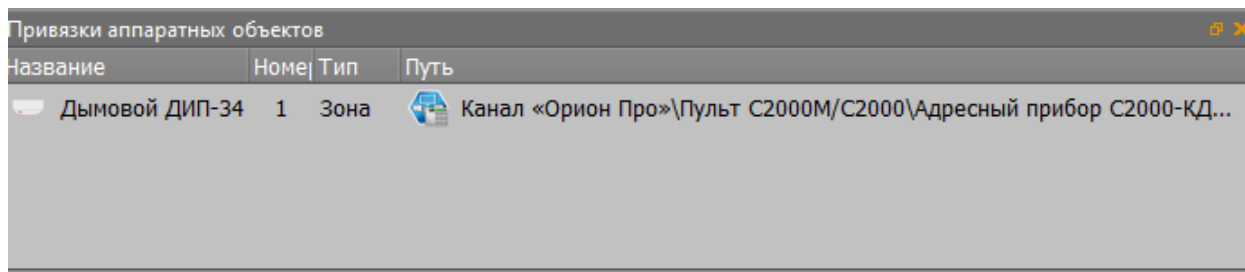 Привязки аппаратных объектов
Название Номер Тип Путь
Дымовой ДИП-34 1 Зона Канал «Орион Про»\Пульт С2000М/С2000\Адресный прибор С2000-КД...